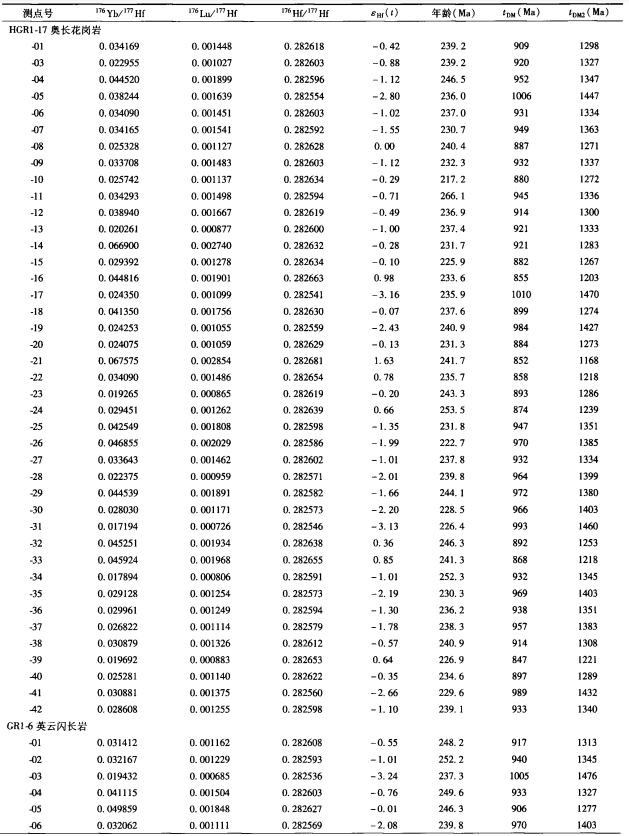 测点号 ¹⁷⁶Yb/¹⁷⁷Hf ¹⁷⁶Lu/¹⁷⁷Hf ¹⁷⁶Hf/¹⁷⁷Hf εHf(t) 年龄(Ma) tDM(Ma) tDM2(Ma)
HGR1-17 奥长花岗岩
-01 0.034169 0.001448 0.282618 -0.42 239.2 909 1298
-03 0.022955 0.001027 0.282603 -0.88 239.2 920 1327
-04 0.044520 0.001899 0.282596 -1.12 246.5 952 1347
-05 0.038244 0.001639 0.282554 -2.80 236.0 1006 1447
-06 0.034090 0.001451 0.282603 -1.02 237.0 931 1334
-07 0.034165 0.001541 0.282592 -1.55 230.7 949 1363
-08 0.025328 0.001127 0.282628 0.00 240.4 887 1271
-09 0.033708 0.001483 0.282603 -1.12 232.3 932 1337
-10 0.025742 0.001137 0.282634 -0.29 217.2 880 1272
-11 0.034293 0.001498 0.282594 -0.71 266.1 945 1336
-12 0.038940 0.001667 0.282619 -0.49 236.9 914 1300
-13 0.020261 0.000877 0.282600 -1.00 237.4 921 1333
-14 0.066900 0.002740 0.282632 -0.28 231.7 921 1283
-15 0.029392 0.001278 0.282634 -0.10 225.9 882 1267
-16 0.044816 0.001901 0.282663 0.98 233.6 855 1203
-17 0.024350 0.001099 0.282541 -3.16 235.9 1010 1470
-18 0.041350 0.001756 0.282630 -0.07 237.6 899 1274
-19 0.024253 0.001055 0.282559 -2.43 240.9 984 1427
-20 0.024075 0.001059 0.282629 -0.13 231.3 884 1273
-21 0.067575 0.002854 0.282681 1.63 241.7 852 1168
-22 0.034090 0.001486 0.282654 0.78 235.7 858 1218
-23 0.019265 0.000865 0.282619 -0.20 243.3 893 1286
-24 0.029451 0.001262 0.282639 0.66 253.5 874 1239
-25 0.042549 0.001808 0.282598 -1.35 231.8 947 1351
-26 0.046855 0.002029 0.282586 -1.99 222.7 970 1385
-27 0.033643 0.001462 0.282602 -1.01 237.8 932 1334
-28 0.022375 0.000959 0.282571 -2.01 239.8 964 1399
-29 0.044539 0.001891 0.282582 -1.66 244.1 972 1380
-30 0.028030 0.001171 0.282573 -2.20 228.5 966 1403
-31 0.017194 0.000726 0.282546 -3.13 226.4 993 1460
-32 0.045251 0.001934 0.282638 0.36 246.3 892 1253
-33 0.045924 0.001968 0.282655 0.85 241.3 868 1218
-34 0.017894 0.000806 0.282591 -1.01 252.3 932 1345
-35 0.029128 0.001254 0.282573 -2.19 230.3 969 1403
-36 0.029961 0.001249 0.282594 -1.30 236.2 938 1351
-37 0.026822 0.001114 0.282579 -1.78 238.3 957 1383
-38 0.030879 0.001326 0.282612 -0.57 240.9 914 1308
-39 0.019692 0.000883 0.282653 0.64 226.9 847 1221
-40 0.025281 0.001140 0.282622 -0.35 234.6 897 1289
-41 0.030881 0.001375 0.282560 -2.66 229.6 989 1432
-42 0.028608 0.001255 0.282598 -1.10 239.1 933 1340
GR1-6 英云闪长岩
-01 0.031412 0.001162 0.282608 -0.55 248.2 917 1313
-02 0.032167 0.001229 0.282593 -1.01 252.2 940 1345
-03 0.019432 0.000685 0.282536 -3.24 237.3 1005 1476
-04 0.041115 0.001504 0.282603 -0.76 249.6 933 1327
-05 0.049859 0.001848 0.282627 -0.01 246.3 906 1277
-06 0.032062 0.001111 0.282569 -2.08 239.8 970 1403